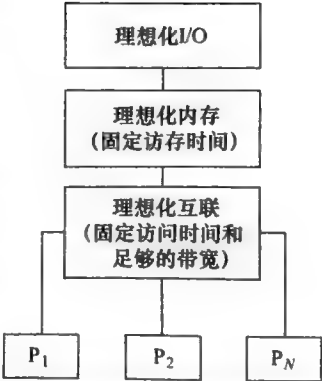 理想化I/O
理想化内存
(固定访存时间)
理想化互联
(固定访问时间和
足够的带宽)
P1
P2
PN